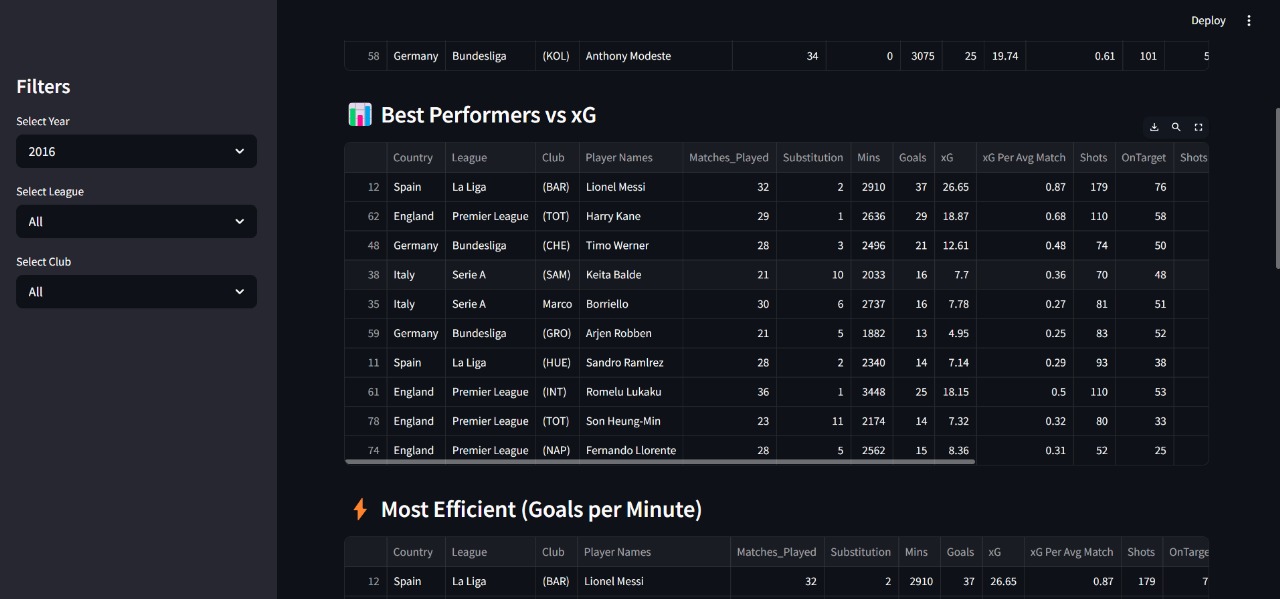 Deploy
Filters
Select Year
2016
Select League
All
Select Club
All
58 Germany Bundesliga (KOL) Anthony Modeste 34 0 3075 25 19.74 0.61 101 5
Best Performers vs xG
Country League Club Player Names Matches_Played Substitution Mins Goals xG xG Per Avg Match Shots OnTarget Shots
12 Spain La Liga (BAR) Lionel Messi 32 2 2910 37 26.65 0.87 179 76
62 England Premier League (TOT) Harry Kane 29 1 2636 29 18.87 0.68 110 58
48 Germany Bundesliga (CHE) Timo Werner 28 3 2496 21 12.61 0.48 74 50
38 Italy Serie A (SAM) Keita Balde 21 10 2033 16 7.7 0.36 70 48
35 Italy Serie A Marco Borriello 30 6 2737 16 7.78 0.27 81 51
59 Germany Bundesliga (GRO) Arjen Robben 21 5 1882 13 4.95 0.25 83 52
11 Spain La Liga (HUE) Sandro RamIrez 28 2 2340 14 7.14 0.29 93 38
61 England Premier League (INT) Romelu Lukaku 36 1 3448 25 18.15 0.5 110 53
78 England Premier League (TOT) Son Heung-Min 23 11 2174 14 7.32 0.32 80 33
74 England Premier League (NAP) Fernando Llorente 28 5 2562 15 8.36 0.31 52 25
Most Efficient (Goals per Minute)
Country League Club Player Names Matches_Played Substitution Mins Goals xG xG Per Avg Match Shots OnTarge
12 Spain La Liga (BAR) Lionel Messi 32 2 2910 37 26.65 0.87 179 7